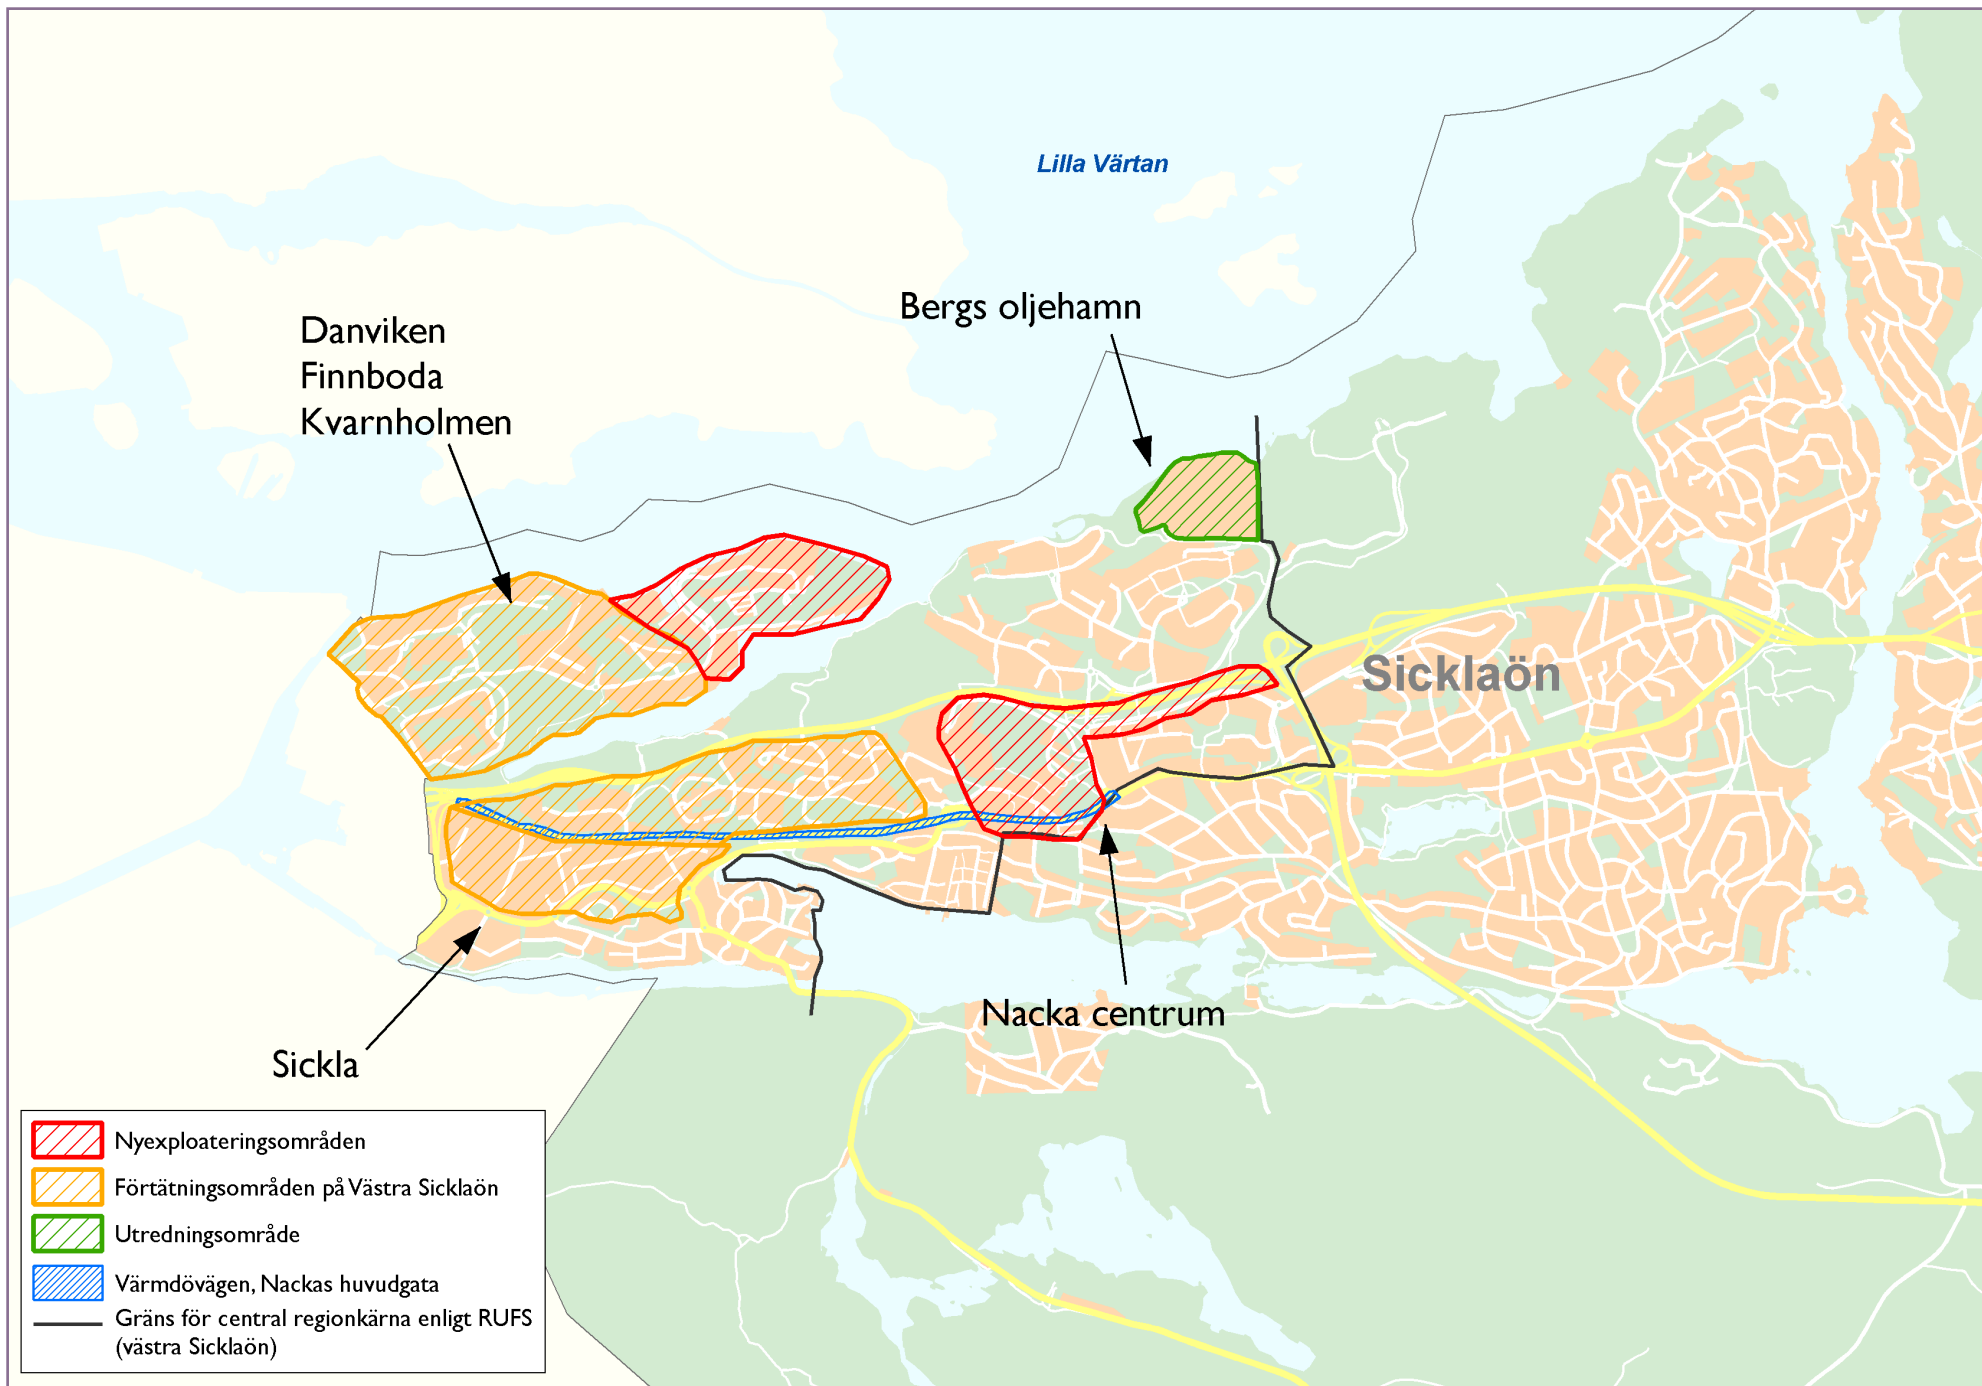 Lilla Värtan
Bergs oljehamn
Danviken
Finnboda
Kvarnholmen
Sicklaön
Nacka centrum
Sickla
Nyexploateringsområden
Förtätningsområden på Västra Sicklaön
Utredningsområde
Värmdövägen, Nackas huvudgata
Gräns för central regionkärna enligt RUFS
(västra Sicklaön)